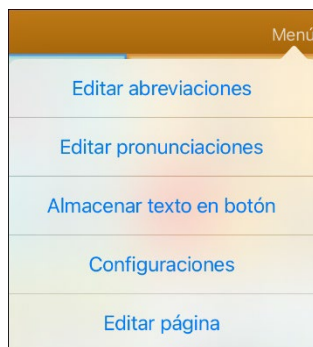 Menú
Editar abreviaciones
Editar pronunciaciones
Almacenar texto en botón
Configuraciones
Editar página